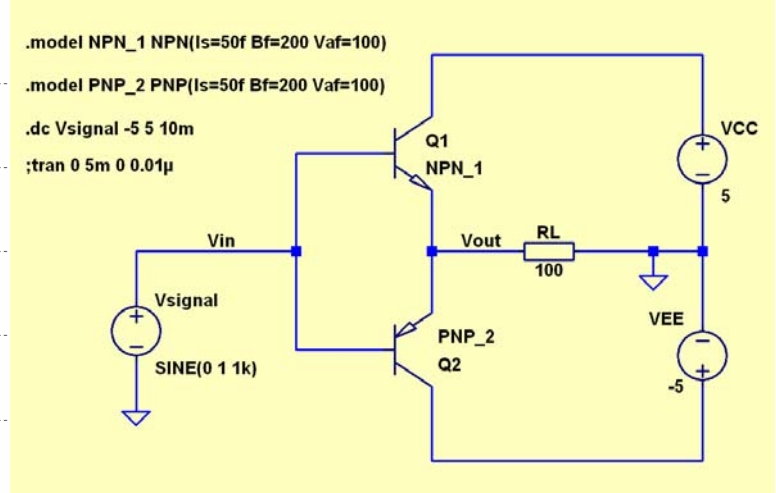 .model NPN_1 NPN(Is=50f Bf=200 Vaf=100)
.model PNP_2 PNP(Is=50f Bf=200 Vaf=100)
.dc Vsignal -5 5 10m
;tran 0 5m 0 0.01µ
Q1
NPN_1
VCC
5
Vin
Vout
RL
100
Vsignal
SINE(0 1 1k)
PNP_2
Q2
VEE
-5